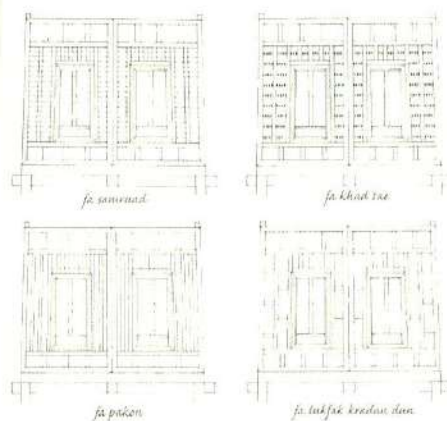 fa samruad
fa khad tae
fa pakon
fa lukfak kradan dun